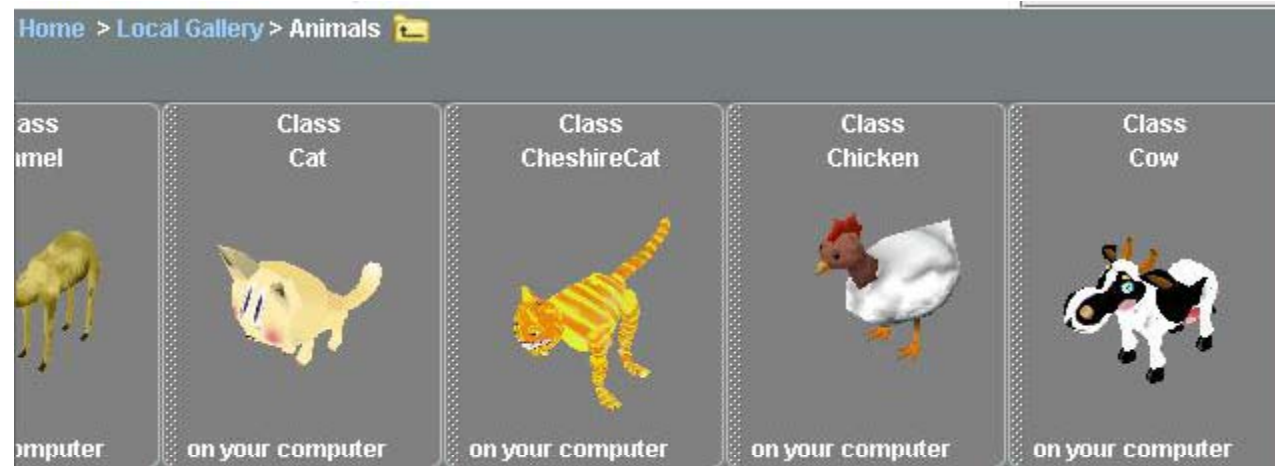 Home > Local Gallery > Animals
Class
Cat
on your computer
Class
CheshireCat
on your computer
Class
Chicken
on your computer
Class
Cow
on your computer